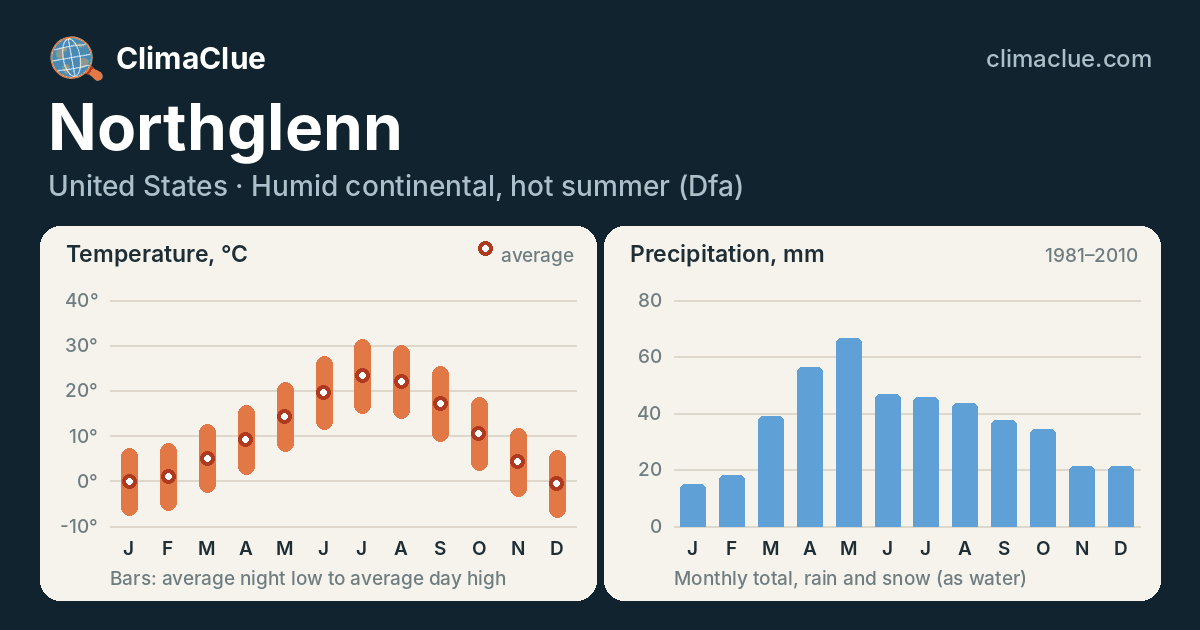 ClimaClue
climaclue.com
Northglenn
United States · Humid continental, hot summer (Dfa)
Temperature, °C
average
40°
30°
20°
10°
0°
-10°
J F M A M J J A S O N D
Bars: average night low to average day high
Precipitation, mm
1981–2010
80
60
40
20
0
J F M A M J J A S O N D
Monthly total, rain and snow (as water)